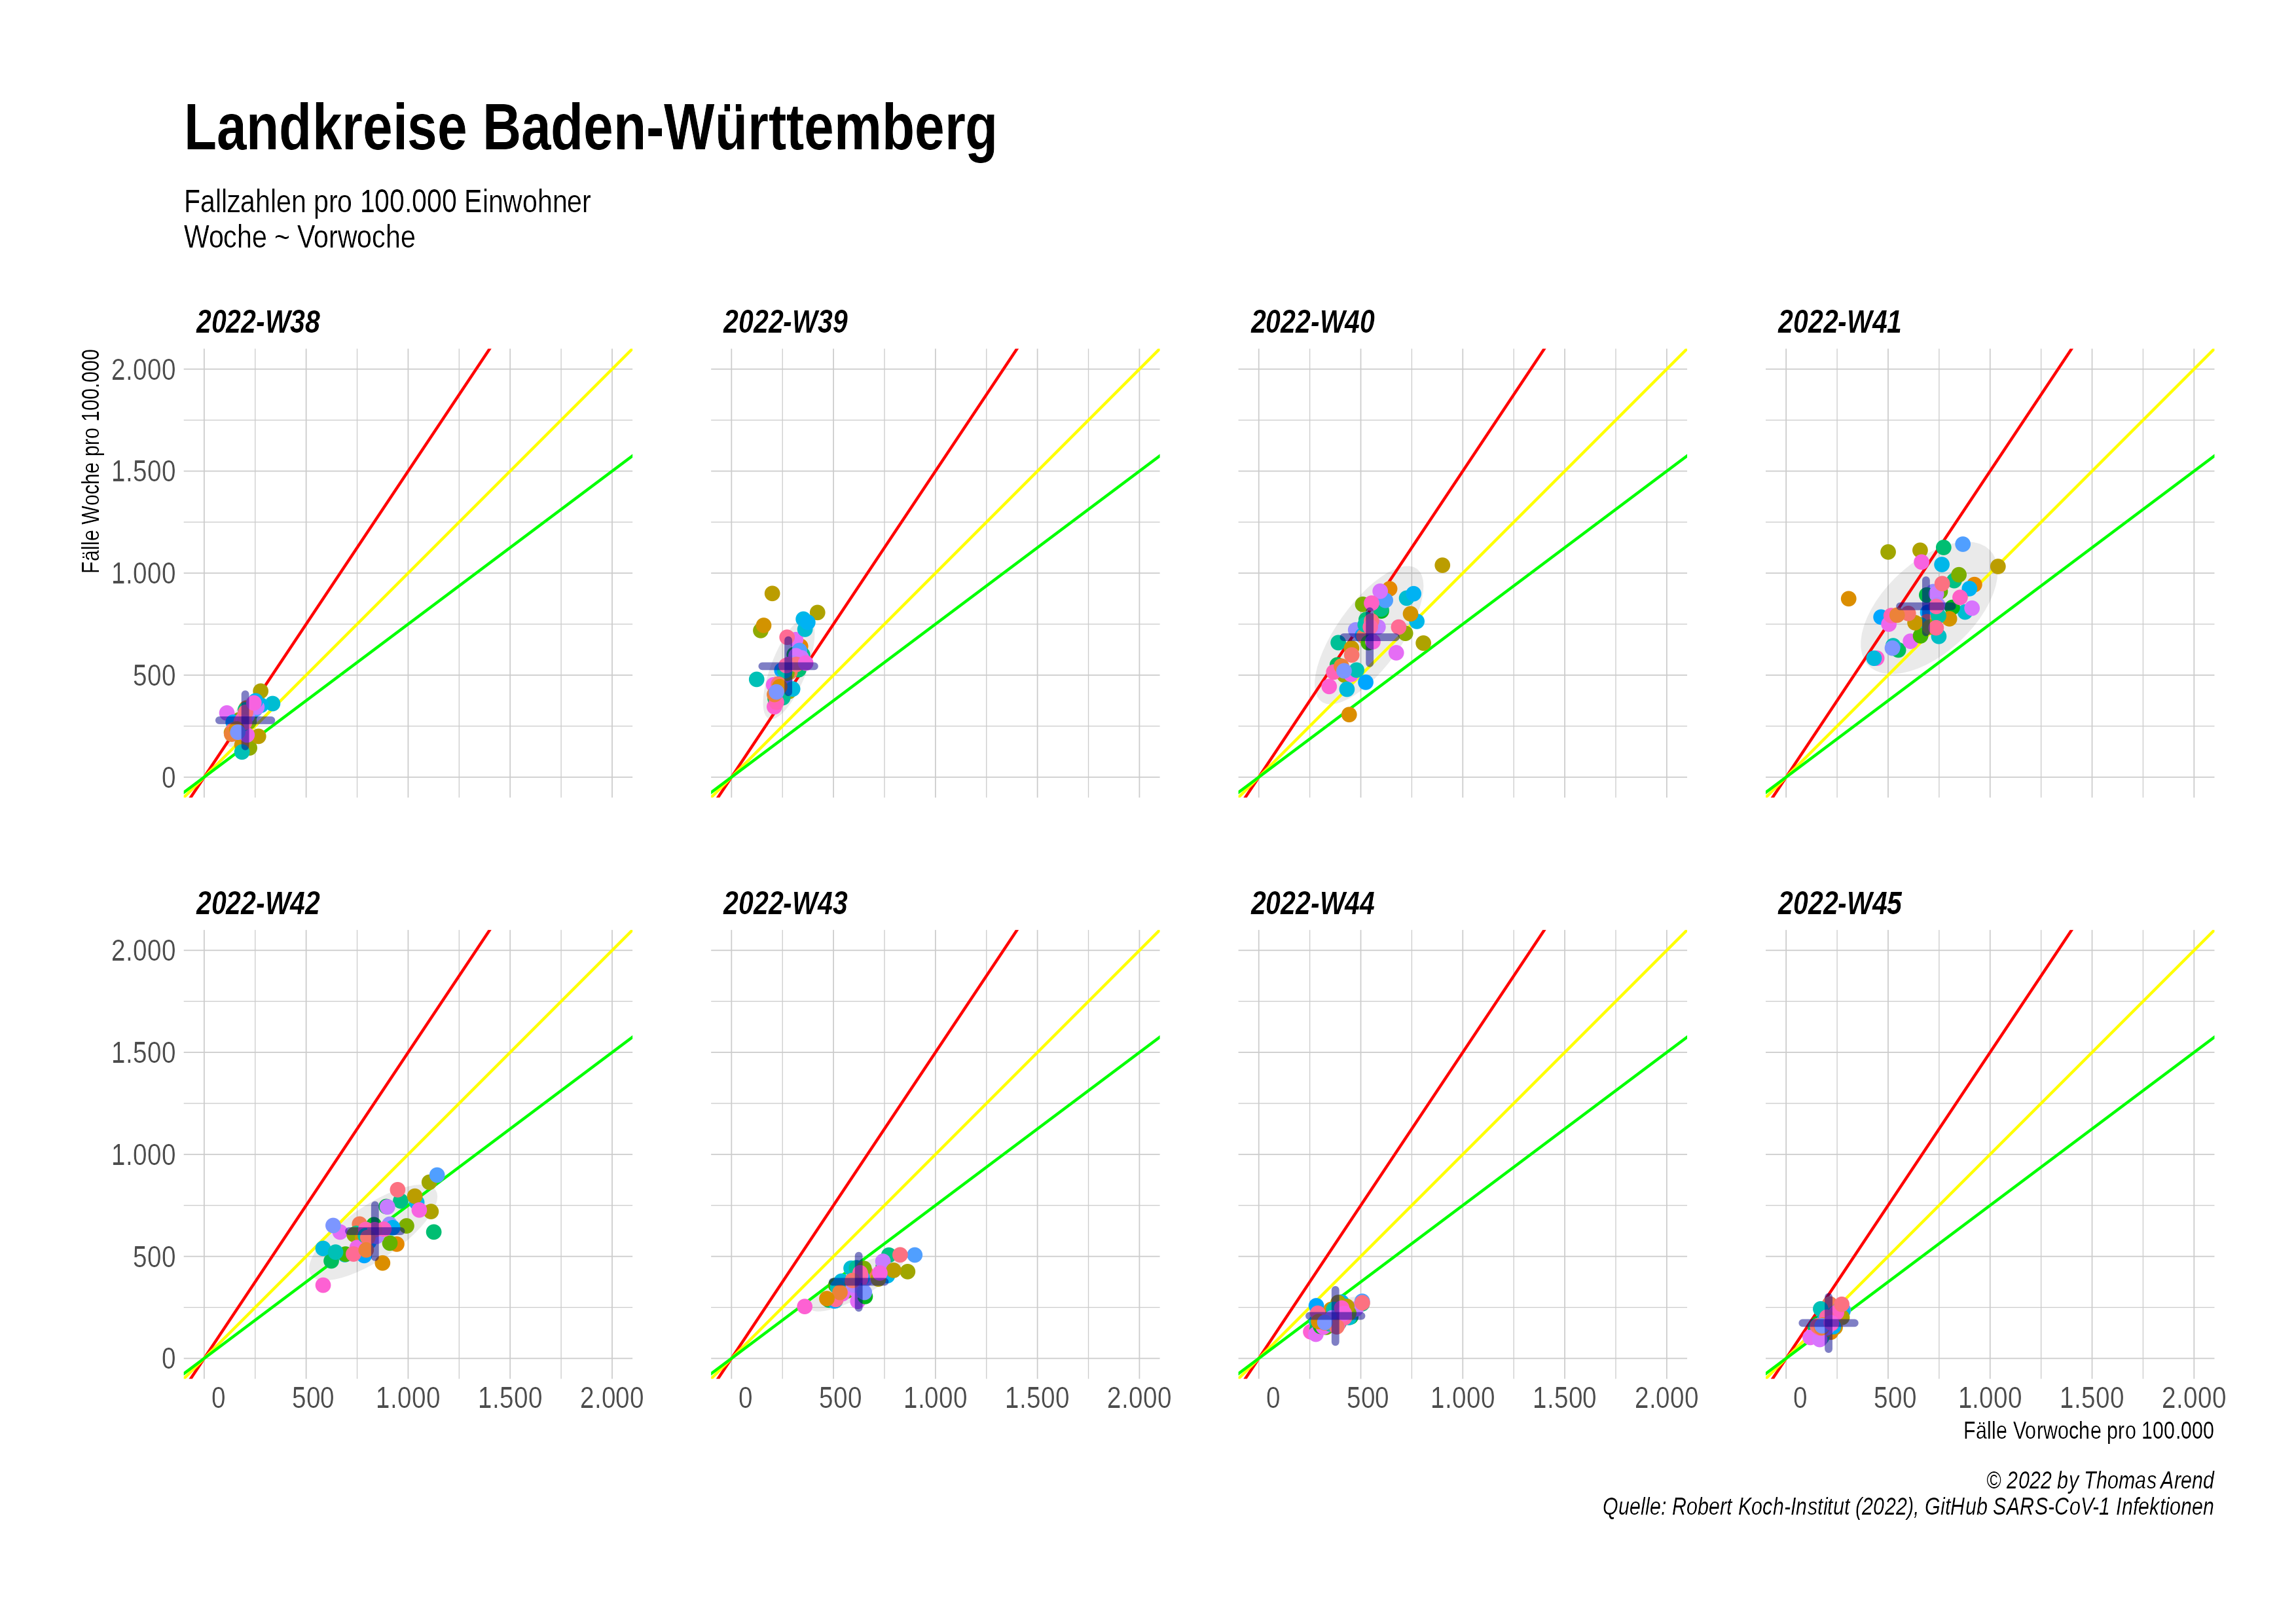 Landkreise Baden-Württemberg
Fallzahlen pro 100.000 Einwohner
Woche ~ Vorwoche
2022-W38
2022-W39
2022-W40
2022-W41
Fälle Woche pro 100.000
2.000
1.500
1.000
500
0
2022-W42
2022-W43
2022-W44
2022-W45
2.000
1.500
1.000
500
0
0 500 1.000 1.500 2.000
0 500 1.000 1.500 2.000
0 500 1.000 1.500 2.000
0 500 1.000 1.500 2.000
Fälle Vorwoche pro 100.000
© 2022 by Thomas Arend
Quelle: Robert Koch-Institut (2022), GitHub SARS-CoV-1 Infektionen